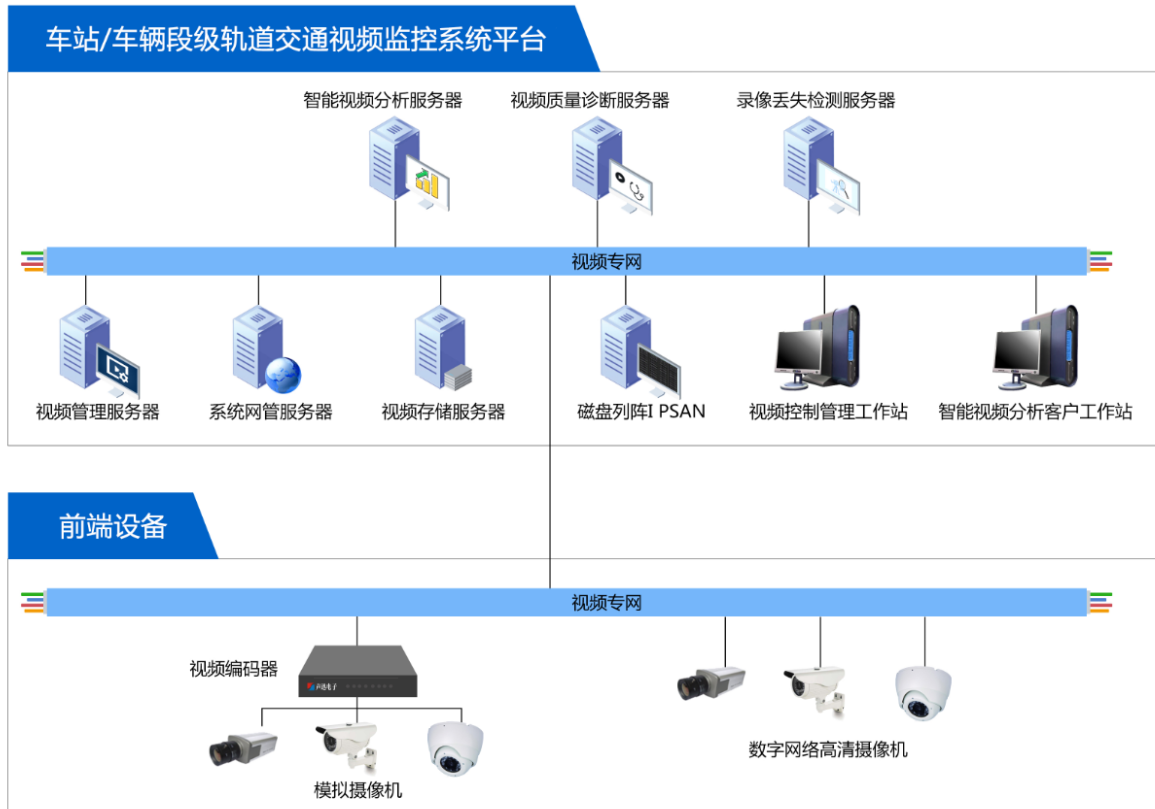 车站/车辆段级轨道交通视频监控系统平台
智能视频分析服务器
视频质量诊断服务器
录像丢失检测服务器
视频专网
视频管理服务器
系统网管服务器
视频存储服务器
磁盘列阵I PSAN
视频控制管理工作站
智能视频分析客户工作站
前端设备
视频专网
视频编码器
声迅电子
模拟摄像机
数字网络高清摄像机